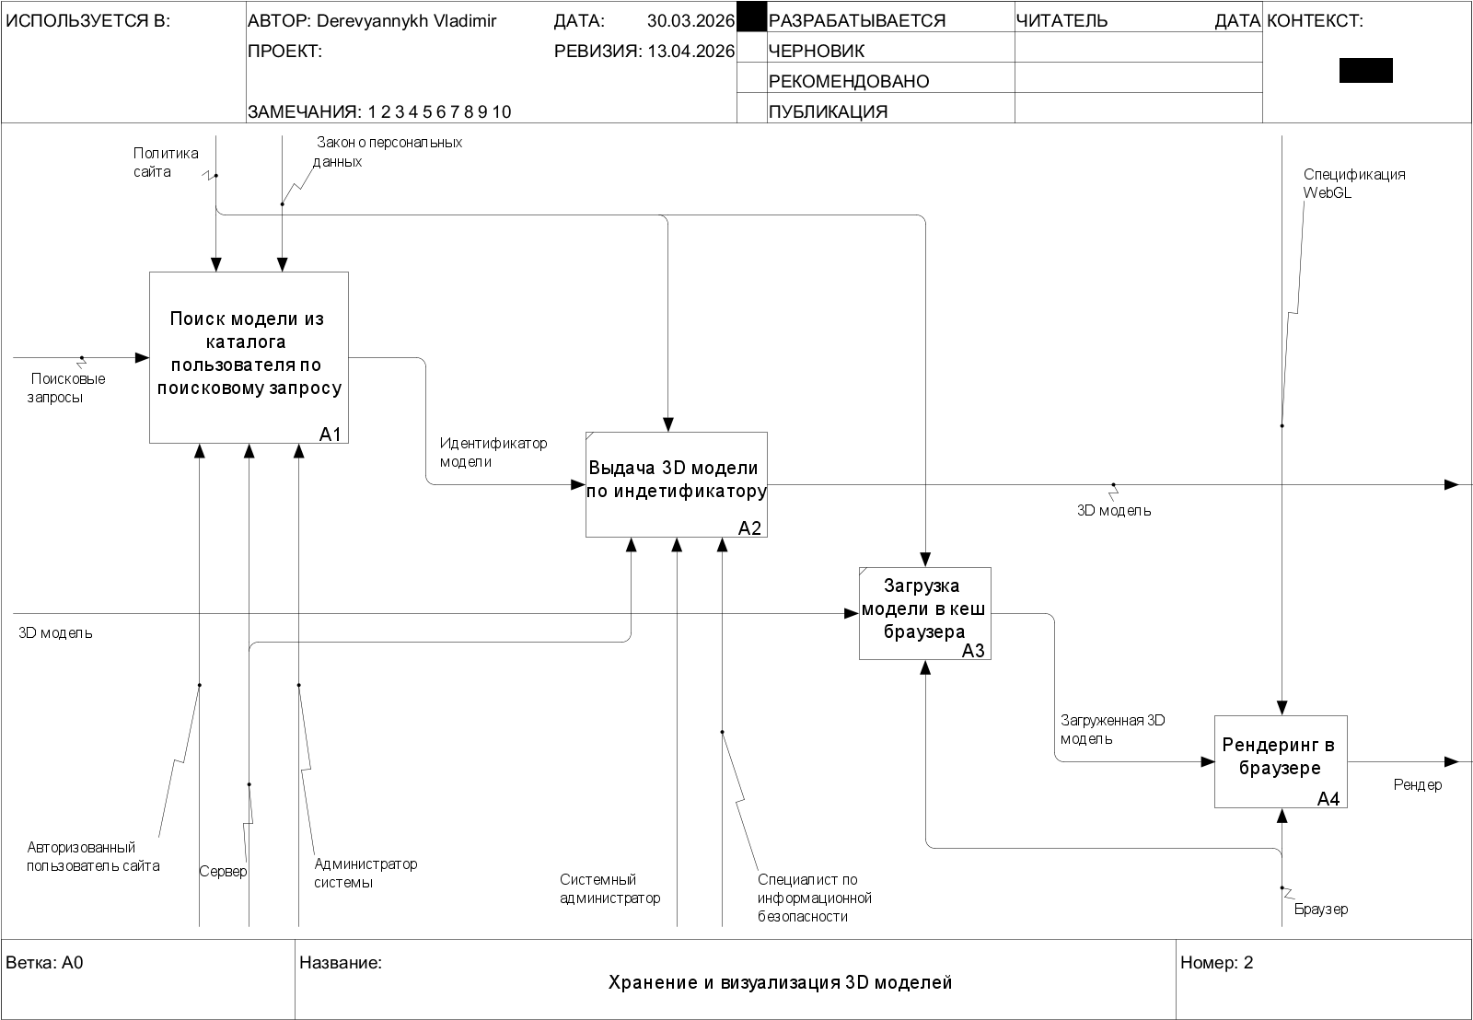 ИСПОЛЬЗУЕТСЯ В:
АВТОР: Derevyannykh Vladimir
ДАТА: 30.03.2026
РАЗРАБАТЫВАЕТСЯ
ЧИТАТЕЛЬ
ДАТА
КОНТЕКСТ:
ПРОЕКТ:
РЕВИЗИЯ: 13.04.2026
ЧЕРНОВИК
РЕКОМЕНДОВАНО
ЗАМЕЧАНИЯ: 1 2 3 4 5 6 7 8 9 10
ПУБЛИКАЦИЯ
Политика
сайта
Закон о персональных
данных
Спецификация
WebGL
Поиск модели из
каталога
пользователя по
поисковому запросу
A1
Поисковые
запросы
Идентификатор
модели
Выдача 3D модели
по индетификатору
A2
3D модель
Загрузка
модели в кеш
браузера
A3
3D модель
Загруженная 3D
модель
Рендеринг в
браузере
A4
Рендер
Авторизованный
пользователь сайта
Сервер
Администратор
системы
Системный
администратор
Специалист по
информационной
безопасности
Браузер
Ветка: A0
Название:
Хранение и визуализация 3D моделей
Номер: 2